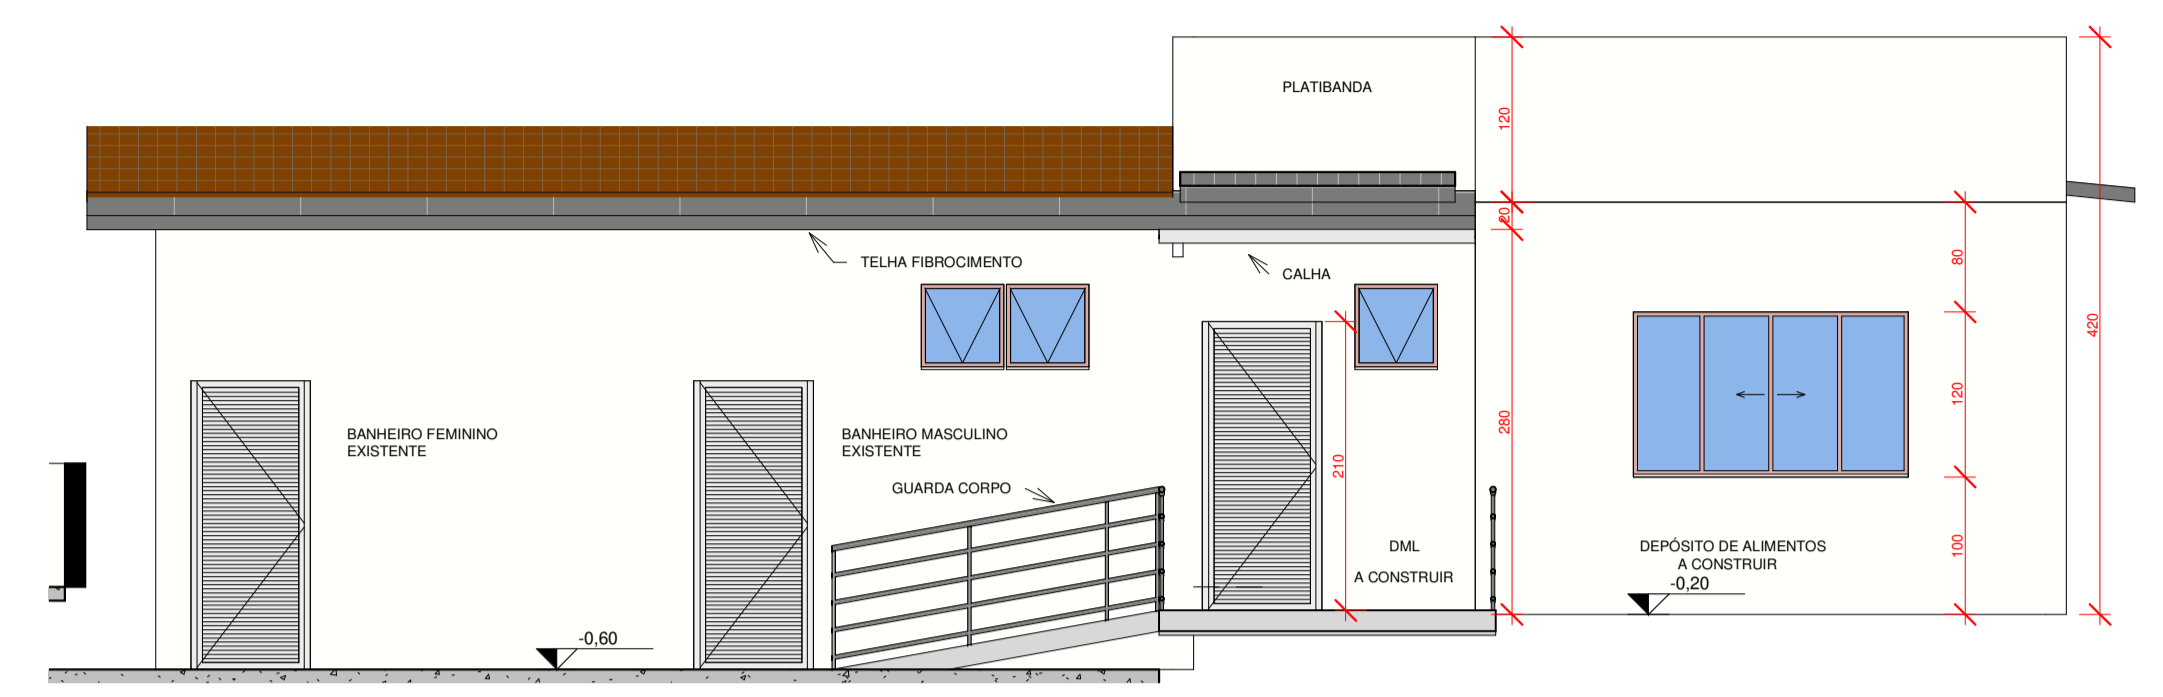 PLATIBANDA
120
20
TELHA FIBROCIMENTO
CALHA
80
420
280
120
210
BANHEIRO FEMININO
EXISTENTE
BANHEIRO MASCULINO
EXISTENTE
GUARDA CORPO
DML
A CONSTRUIR
DEPÓSITO DE ALIMENTOS
A CONSTRUIR
100
-0,20
-0,60